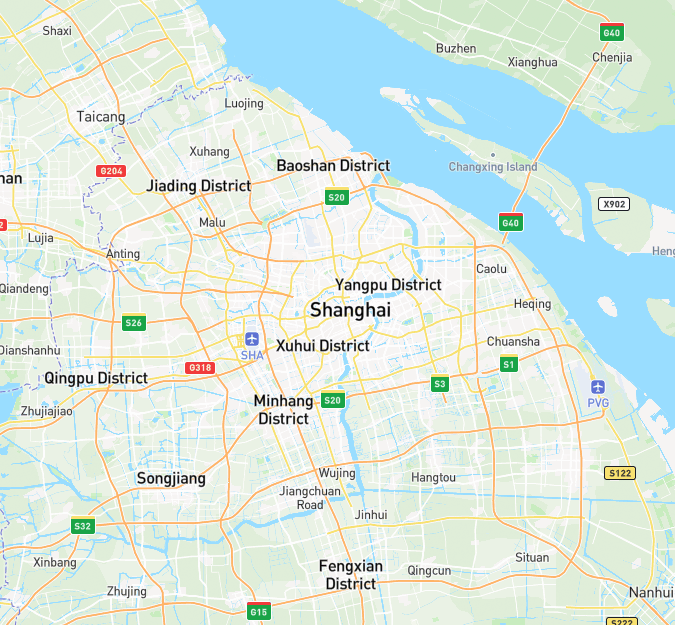 Shaxi
G40
Buzhen
Xianghua
Chenjia
Luojing
Taicang
Xuhang
Baoshan District
Changxing Island
G204
Jiading District
S20
X902
Malu
G40
Lujia
Anting
Caolu
Qiandeng
Yangpu District
Heqing
Shanghai
S26
SHA
Xuhui District
Chuansha
Dianshanhu
G318
S1
Qingpu District
S3
PVG
Minhang
District
S20
Zhujiajiao
Songjiang
Wujing
Hangtou
S122
Jiangchuan
Road
Jinhui
S32
Xinbang
Situan
Fengxian
District
Qingcun
Zhujing
Nanhui
G15
S222